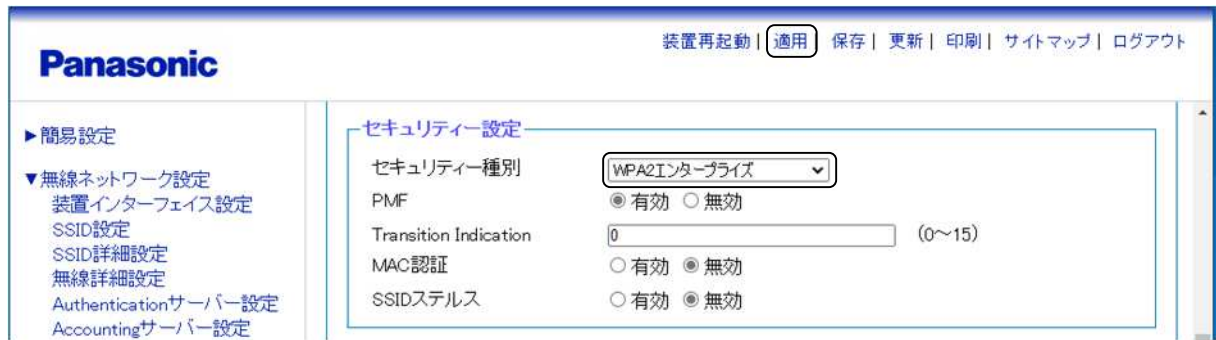 装置再起動 | 適用 | 保存 | 更新 | 印刷 | サイトマップ | ログアウト
Panasonic
▶簡易設定
▼無線ネットワーク設定
装置インターフェイス設定
SSID設定
SSID詳細設定
無線詳細設定
Authenticationサーバー設定
Accountingサーバー設定
セキュリティー設定
セキュリティー種別 WPA2エンタープライズ
PMF 有効 無効
Transition Indication 0 (0~15)
MAC認証 有効 無効
SSIDステルス 有効 無効